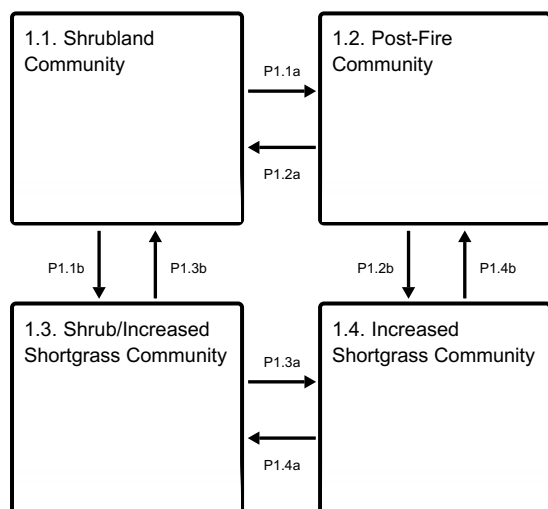 1.1. Shrubland
Community
1.2. Post-Fire
Community
P1.1a
P1.2a
P1.1b
P1.3b
P1.2b
P1.4b
1.3. Shrub/Increased
Shortgrass Community
1.4. Increased
Shortgrass Community
P1.3a
P1.4a